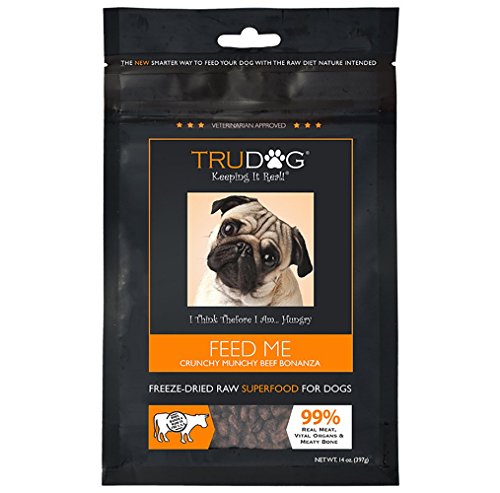 THE NEW SMARTER WAY TO FEED YOUR DOG WITH THE RAW DIET NATURE INTENDED
VETERINARIAN APPROVED
TRUDOG®
Keeping It Real!®
I Think Thefore I Am... Hungry
FEED ME
CRUNCHY MUNCHY BEEF BONANZA
FREEZE-DRIED RAW SUPERFOOD FOR DOGS
99%
REAL MEAT,
VITAL ORGANS &
MEATY BONE
NET WT. 14 oz. (397g)